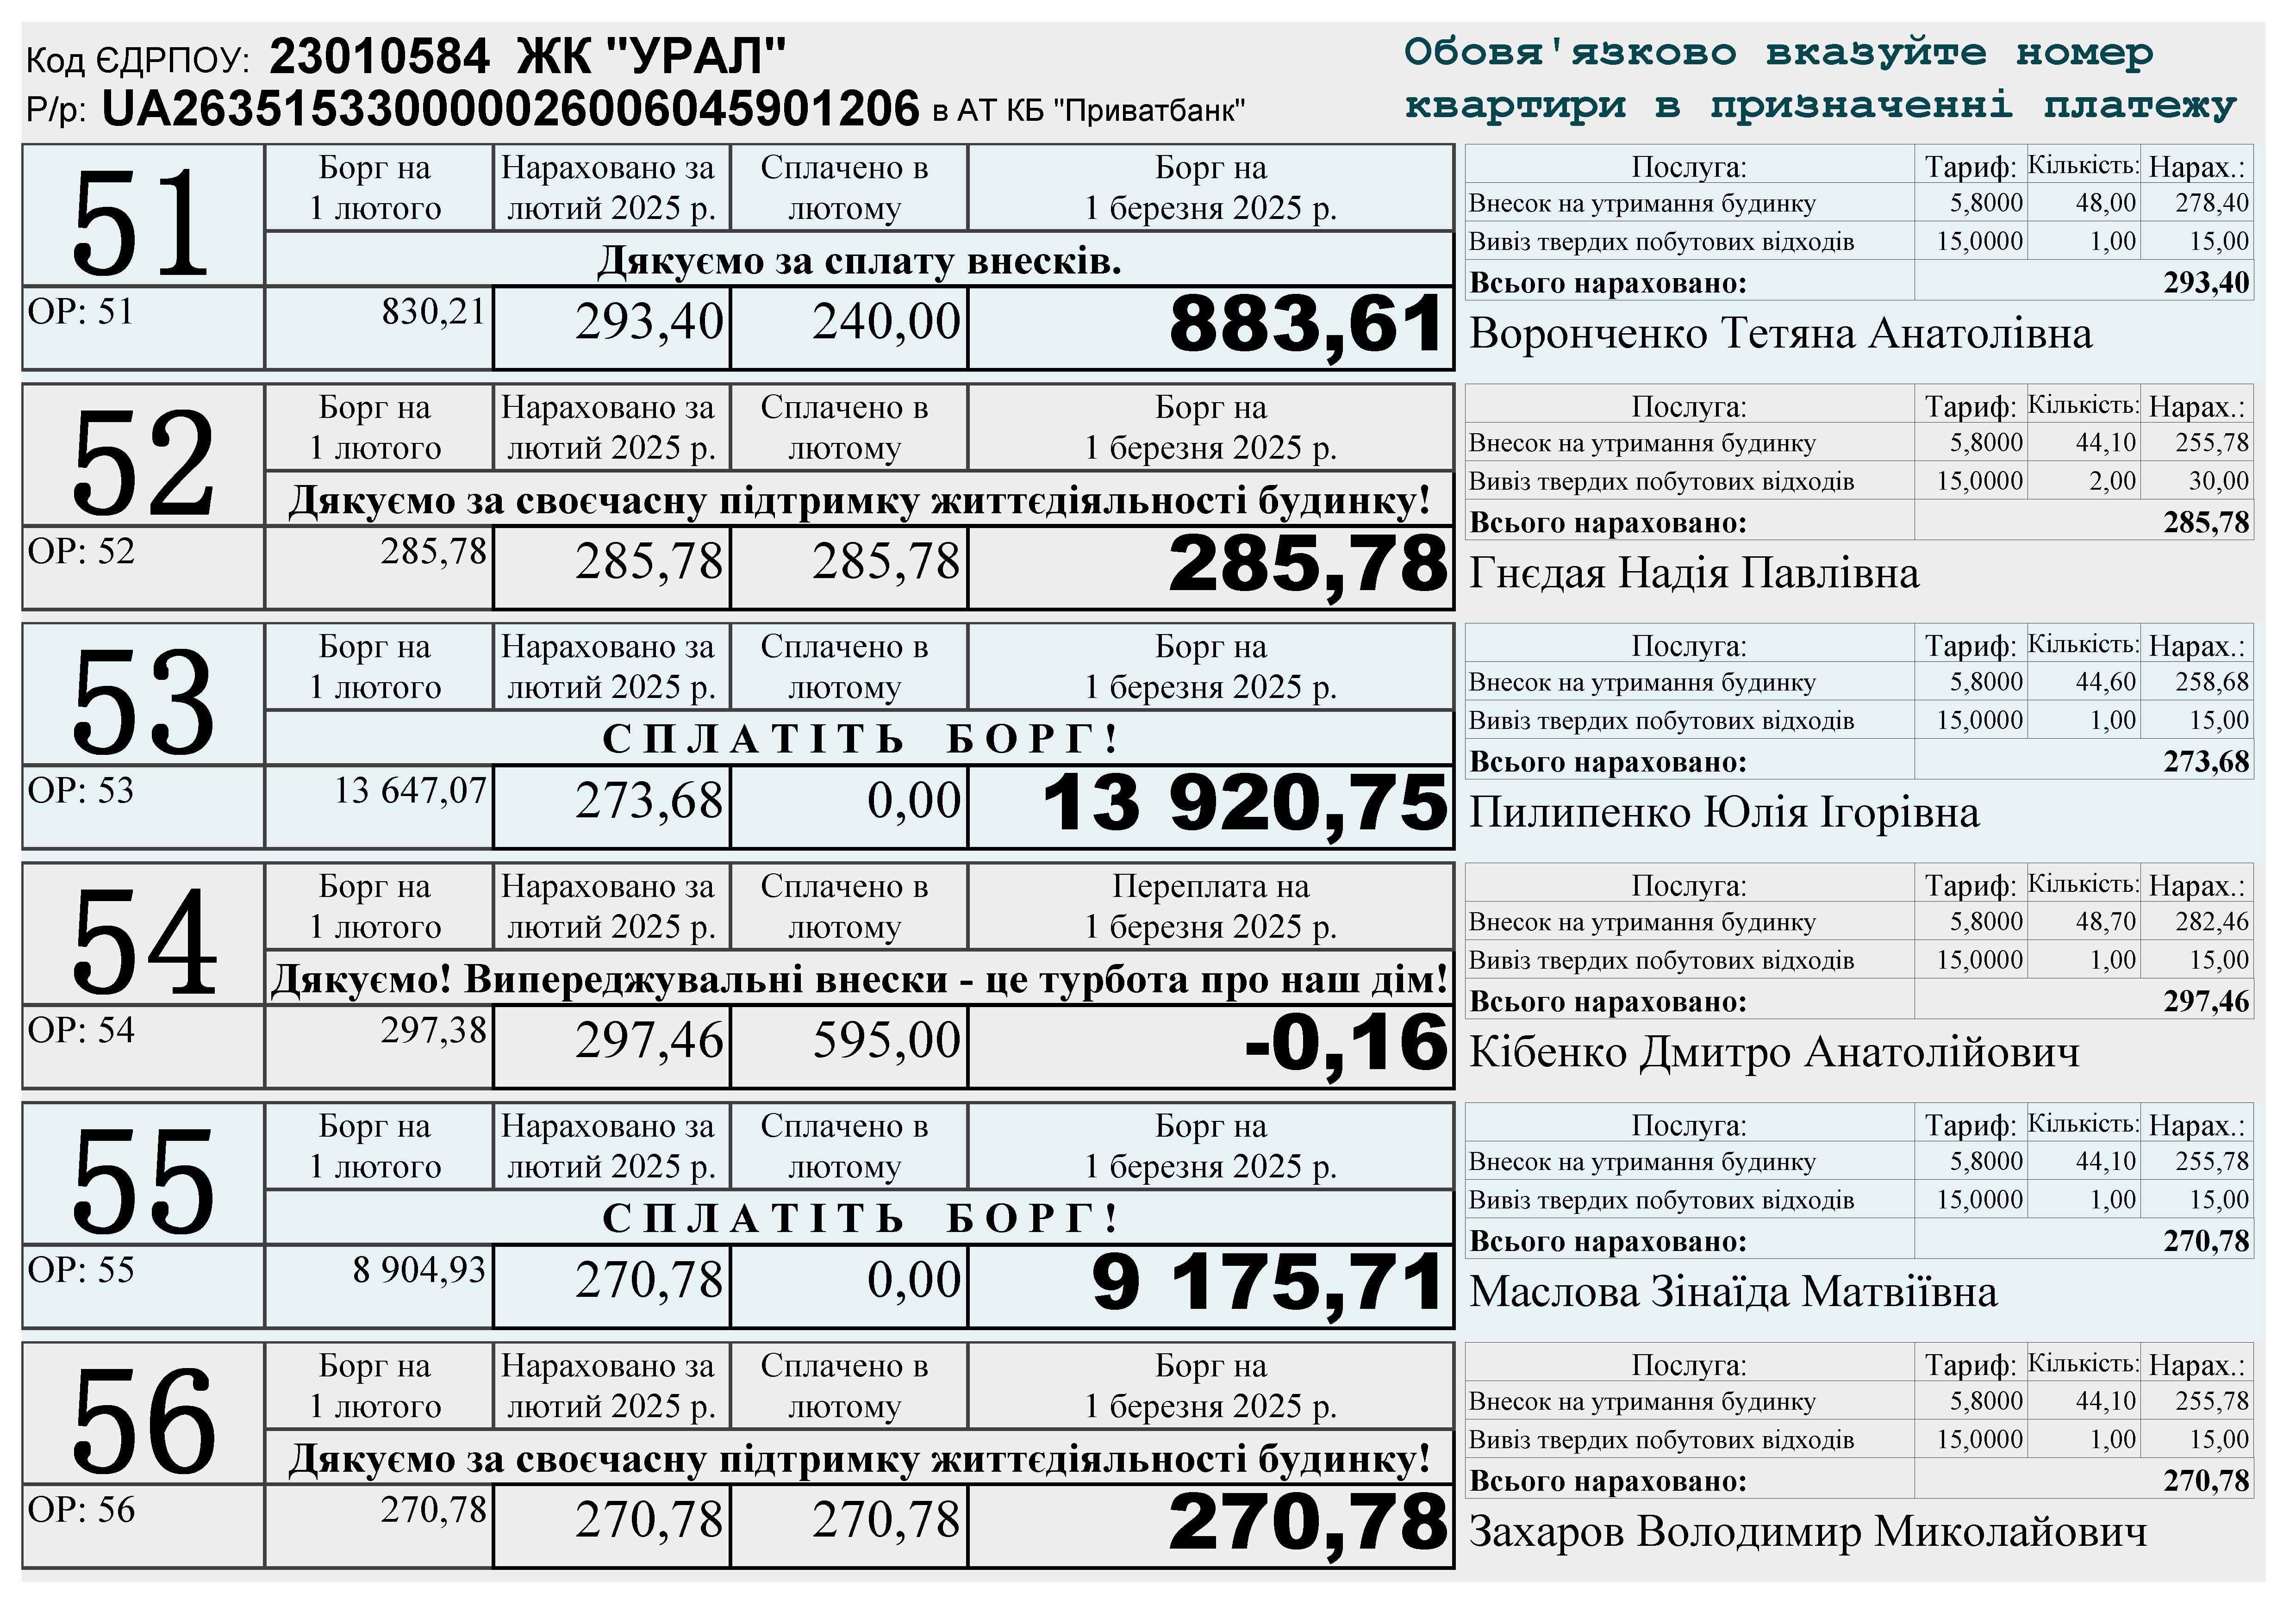 Код ЄДРПОУ: 23010584 ЖК "УРАЛ"
Р/р: UA263515330000026006045901206 в АТ КБ "Приватбанк"
Обовя'язково вказуйте номер
квартири в призначенні платежу
51 Борг на 1 лютого Нараховано за лютий 2025 р. Сплачено в лютому Борг на 1 березня 2025 р.
Дякуємо за сплату внесків.
ОР: 51 830,21 293,40 240,00 883,61
Послуга: Тариф: Кількість: Нарах.:
Внесок на утримання будинку 5,8000 48,00 278,40
Вивіз твердих побутових відходів 15,0000 1,00 15,00
Всього нараховано: 293,40
Воронченко Тетяна Анатолівна
52 Борг на 1 лютого Нараховано за лютий 2025 р. Сплачено в лютому Борг на 1 березня 2025 р.
Дякуємо за своєчасну підтримку життєдіяльності будинку!
ОР: 52 285,78 285,78 285,78 285,78
Послуга: Тариф: Кількість: Нарах.:
Внесок на утримання будинку 5,8000 44,10 255,78
Вивіз твердих побутових відходів 15,0000 2,00 30,00
Всього нараховано: 285,78
Гнєдая Надія Павлівна
53 Борг на 1 лютого Нараховано за лютий 2025 р. Сплачено в лютому Борг на 1 березня 2025 р.
СПЛАТІТЬ БОРГ!
ОР: 53 13 647,07 273,68 0,00 13 920,75
Послуга: Тариф: Кількість: Нарах.:
Внесок на утримання будинку 5,8000 44,60 258,68
Вивіз твердих побутових відходів 15,0000 1,00 15,00
Всього нараховано: 273,68
Пилипенко Юлія Ігорівна
54 Борг на 1 лютого Нараховано за лютий 2025 р. Сплачено в лютому Переплата на 1 березня 2025 р.
Дякуємо! Випереджувальні внески - це турбота про наш дім!
ОР: 54 297,38 297,46 595,00 -0,16
Послуга: Тариф: Кількість: Нарах.:
Внесок на утримання будинку 5,8000 48,70 282,46
Вивіз твердих побутових відходів 15,0000 1,00 15,00
Всього нараховано: 297,46
Кібенко Дмитро Анатолійович
55 Борг на 1 лютого Нараховано за лютий 2025 р. Сплачено в лютому Борг на 1 березня 2025 р.
СПЛАТІТЬ БОРГ!
ОР: 55 8 904,93 270,78 0,00 9 175,71
Послуга: Тариф: Кількість: Нарах.:
Внесок на утримання будинку 5,8000 44,10 255,78
Вивіз твердих побутових відходів 15,0000 1,00 15,00
Всього нараховано: 270,78
Маслова Зінаїда Матвіївна
56 Борг на 1 лютого Нараховано за лютий 2025 р. Сплачено в лютому Борг на 1 березня 2025 р.
Дякуємо за своєчасну підтримку життєдіяльності будинку!
ОР: 56 270,78 270,78 270,78 270,78
Послуга: Тариф: Кількість: Нарах.:
Внесок на утримання будинку 5,8000 44,10 255,78
Вивіз твердих побутових відходів 15,0000 1,00 15,00
Всього нараховано: 270,78
Захаров Володимир Миколайович